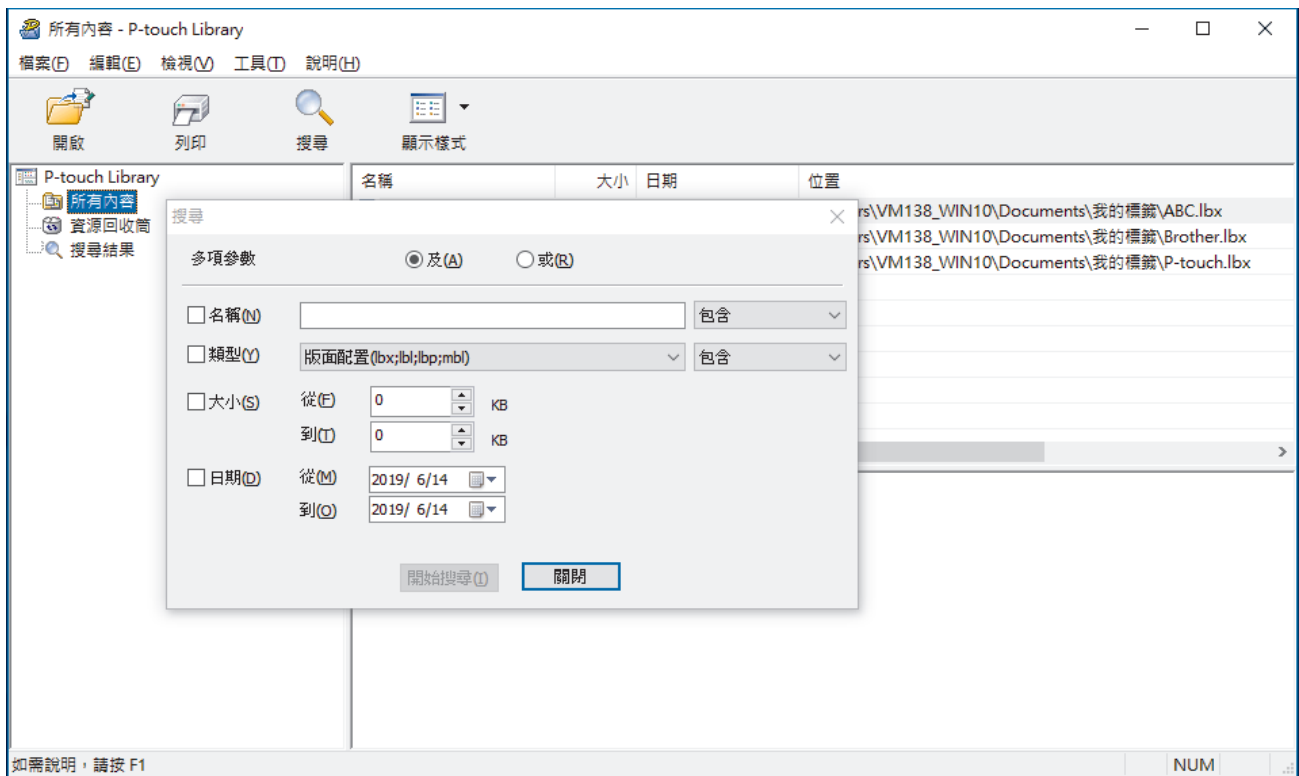 所有內容 - P-touch Library
檔案(F) 編輯(E) 檢視(V) 工具(T) 說明(H)
開啟 列印 搜尋 顯示樣式
P-touch Library
所有內容
資源回收筒
搜尋結果
名稱 大小 日期 位置
rs\VM138_WIN10\Documents\我的標籤\ABC.lbx
rs\VM138_WIN10\Documents\我的標籤\Brother.lbx
rs\VM138_WIN10\Documents\我的標籤\P-touch.lbx
搜尋
多項參數 及(A) 或(R)
名稱(N) 包含
類型(Y) 版面配置(lbx;lbl;lbp;mbl) 包含
大小(S) 從(F) 0 KB
到(T) 0 KB
日期(D) 從(M) 2019/ 6/14
到(O) 2019/ 6/14
開始搜尋(I) 關閉
如需說明，請按 F1 NUM